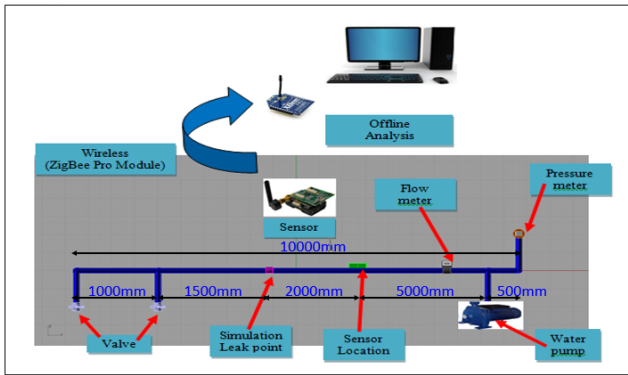 Offline
Analysis
Wireless
(ZigBee Pro Module)
Sensor
Flow
meter
Pressure
meter
10000mm
1000mm
1500mm
2000mm
5000mm
500mm
Valve
Simulation
Leak point
Sensor
Location
Water
pump